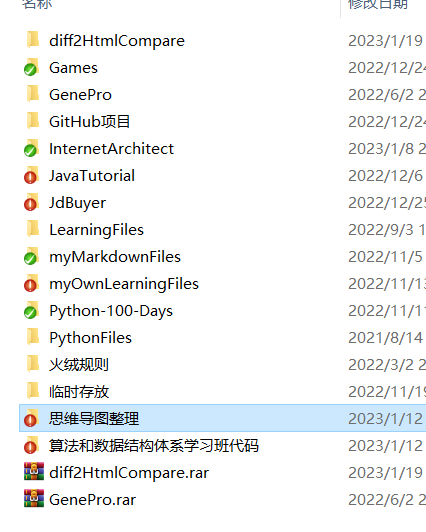 名称 修改日期
diff2HtmlCompare 2023/1/19
Games 2022/12/24
GenePro 2022/6/2 2
GitHub项目 2022/12/24
InternetArchitect 2023/1/8 2
JavaTutorial 2022/12/6
JdBuyer 2022/12/25
LearningFiles 2022/9/3 1
myMarkdownFiles 2022/11/5
myOwnLearningFiles 2022/11/13
Python-100-Days 2022/11/11
PythonFiles 2021/8/14
火绒规则 2022/3/2 2
临时存放 2022/11/19
思维导图整理 2023/1/12
算法和数据结构体系学习班代码 2023/1/12
diff2HtmlCompare.rar 2023/1/19
GenePro.rar 2022/6/2 2